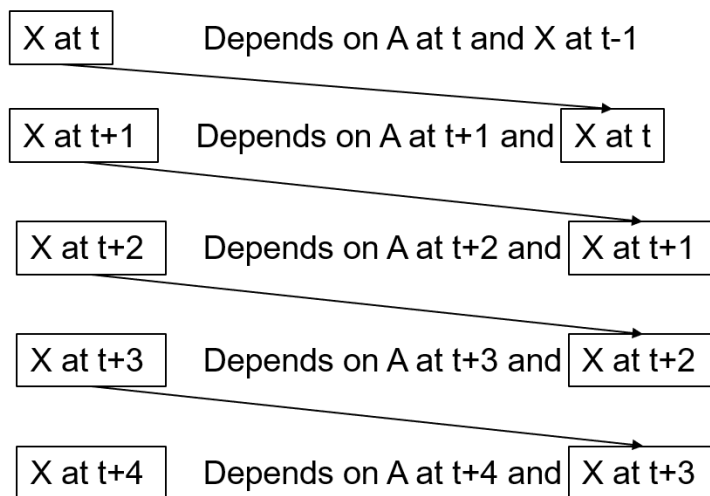 X at t Depends on A at t and X at t-1
X at t+1 Depends on A at t+1 and X at t
X at t+2 Depends on A at t+2 and X at t+1
X at t+3 Depends on A at t+3 and X at t+2
X at t+4 Depends on A at t+4 and X at t+3